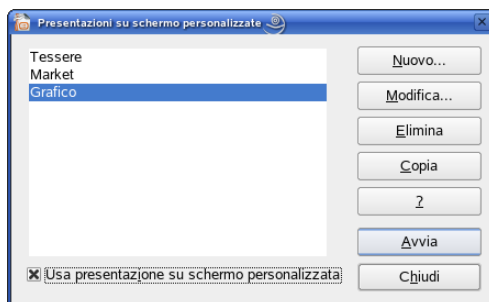 Presentazioni su schermo personalizzate
Tessere
Market
Grafico
Nuovo...
Modifica...
Elimina
Copia
?
Avvia
Usa presentazione su schermo personalizzata
Chiudi